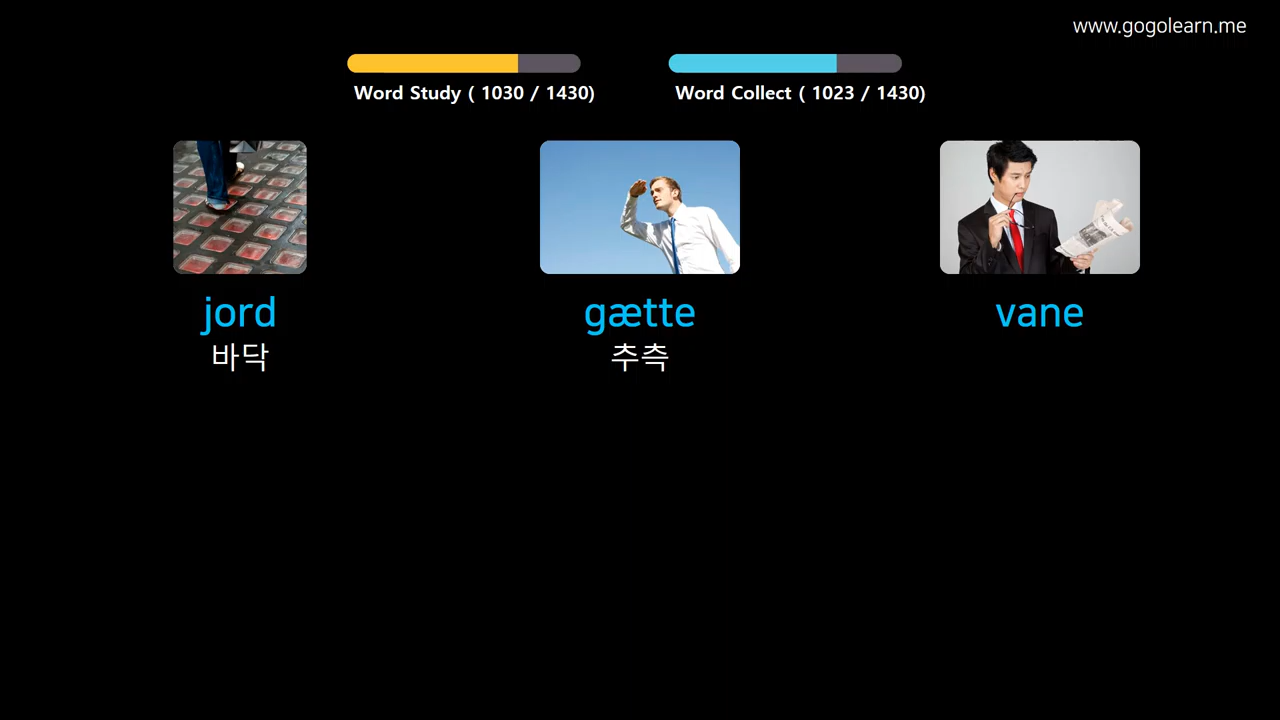 www.gogolearn.me
Word Study ( 1030 / 1430)
Word Collect ( 1023 / 1430)
jord
gætte
vane
바닥
추측